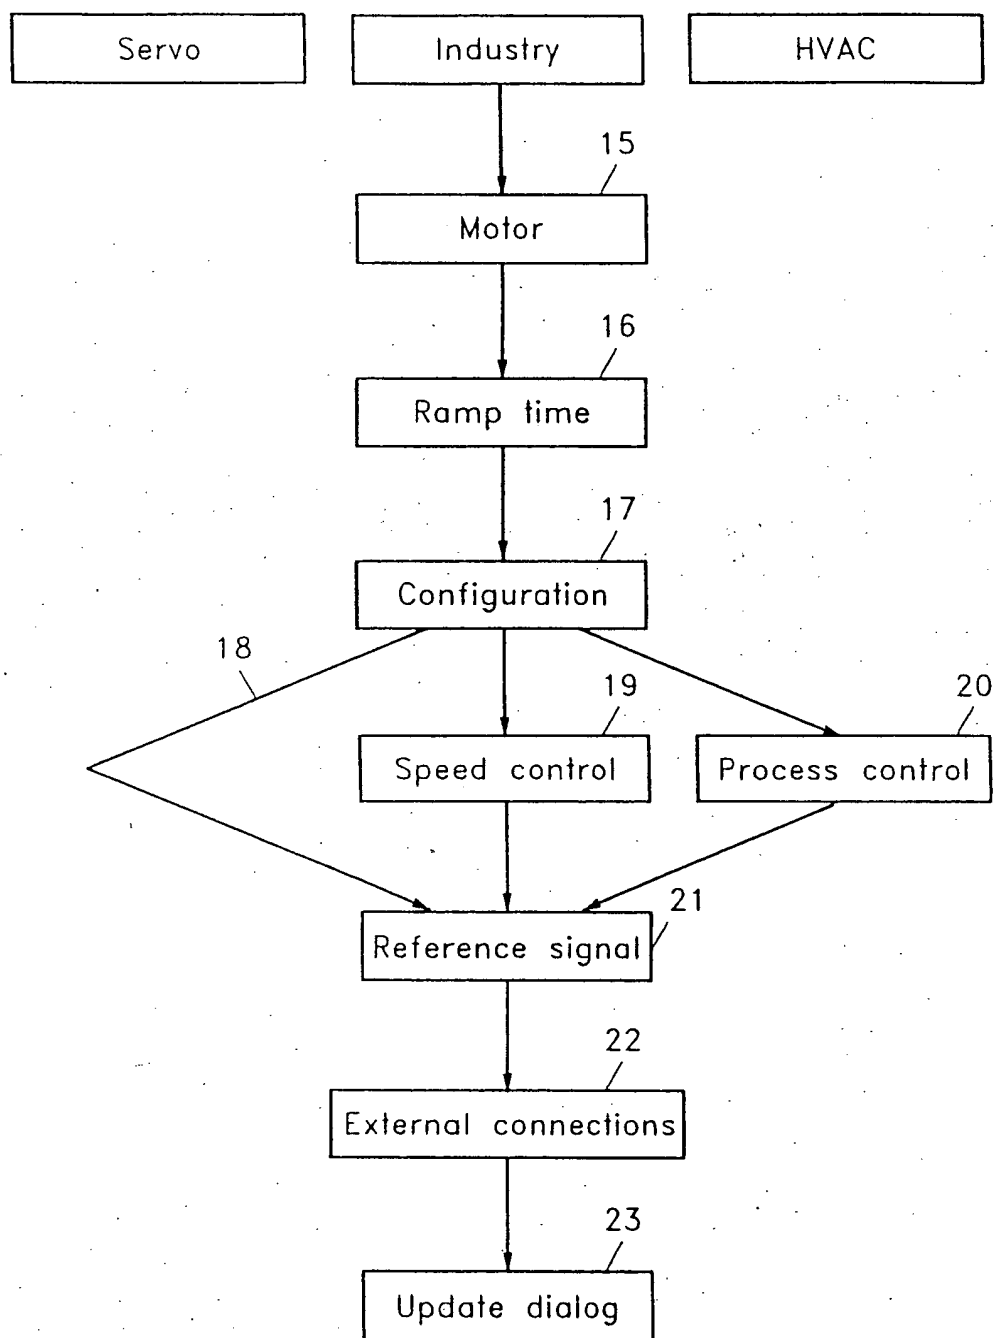 Servo
Industry
HVAC
15
Motor
16
Ramp time
17
Configuration
18
19
20
Speed control
Process control
21
Reference signal
22
External connections
23
Update dialog